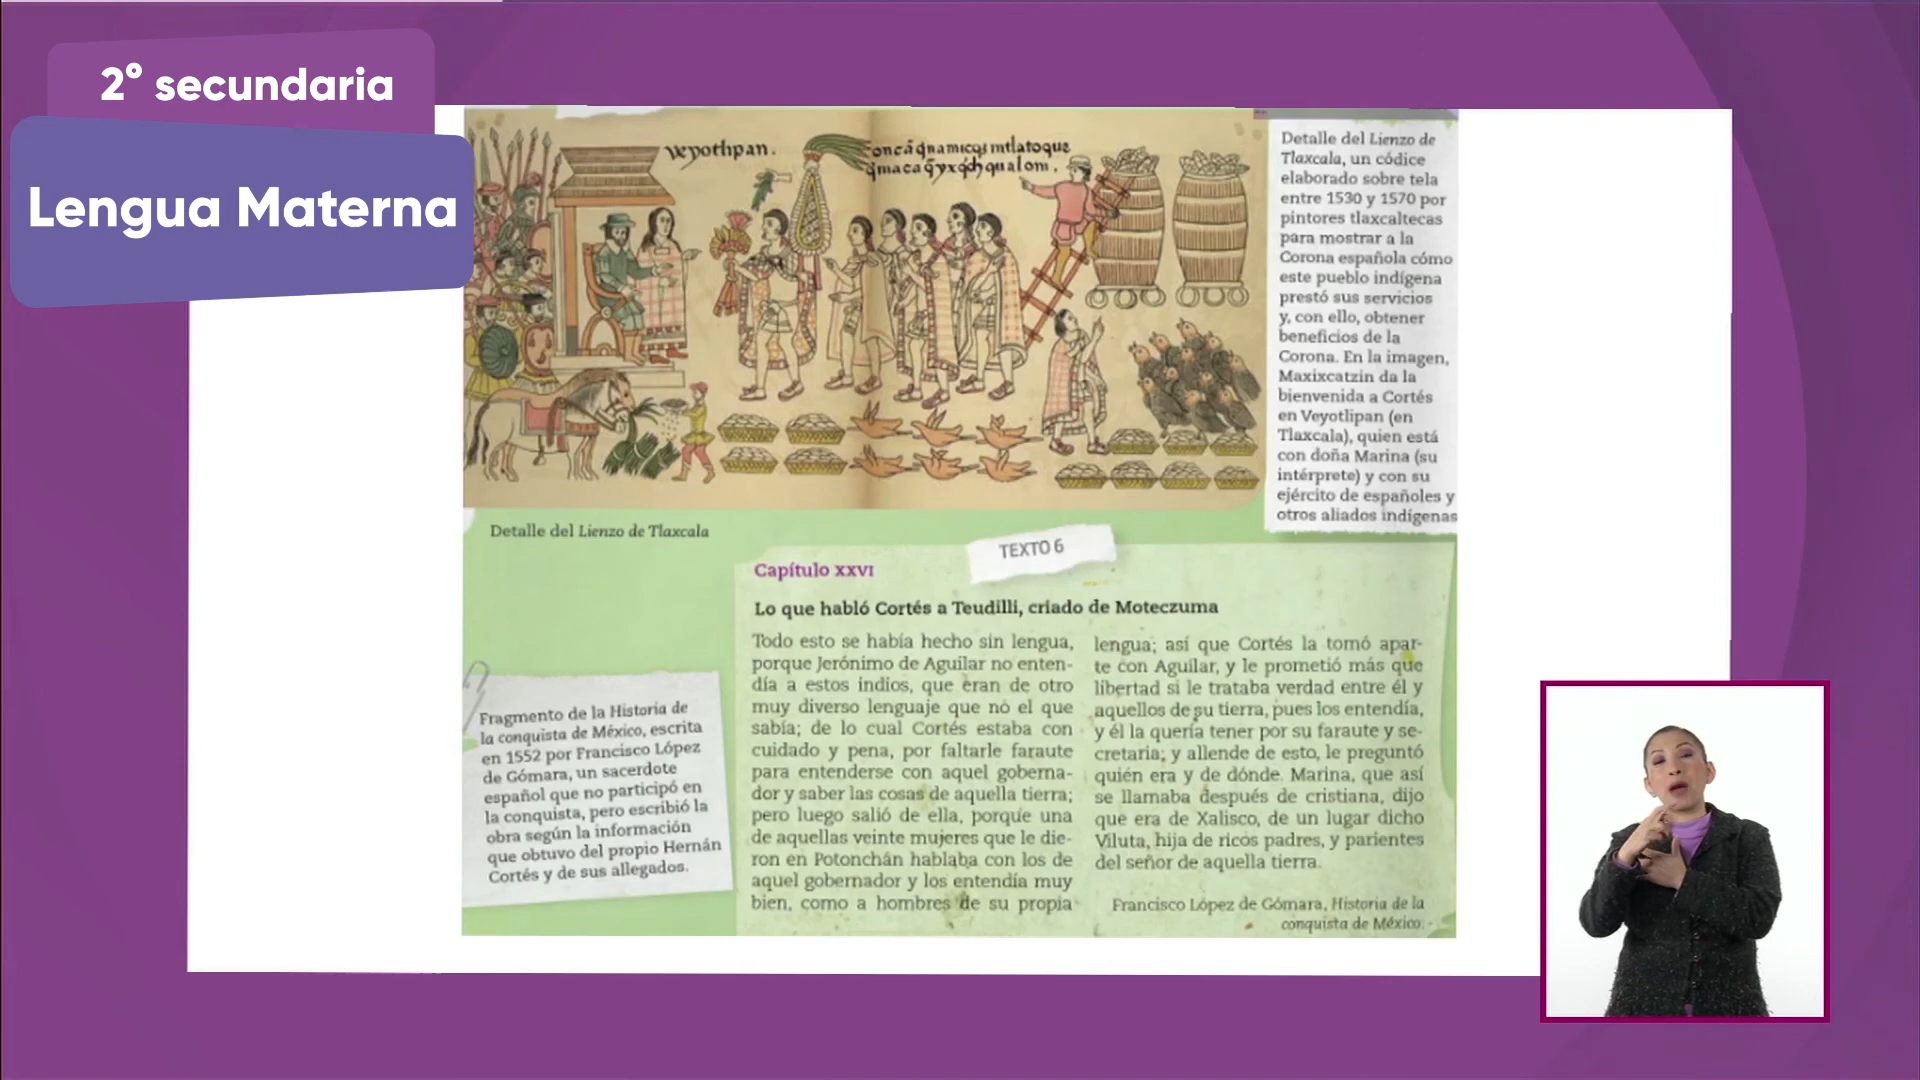 2° secundaria
Lengua Materna
veyotlipan.
Detalle del Lienzo de
Tlaxcala, un códice
elaborado sobre tela
entre 1530 y 1570 por
pintores tlaxcaltecas
para mostrar a la
Corona española cómo
este pueblo indígena
prestó sus servicios
y, con ello, obtener
beneficios de la
Corona. En la imagen,
Maxixcatzin da la
bienvenida a Cortés
en Veyotlipan (en
Tlaxcala), quien está
con doña Marina (su
intérprete) y con su
ejército de españoles y
otros aliados indígenas
Detalle del Lienzo de Tlaxcala
TEXTO 6
Capítulo XXVI
Lo que habló Cortés a Teudilli, criado de Moteczuma
Todo esto se había hecho sin lengua,
porque Jerónimo de Aguilar no enten-
día a estos indios, que eran de otro
muy diverso lenguaje que no el que
sabía; de lo cual Cortés estaba con
cuidado y pena, por faltarle faraute
para entenderse con aquel goberna-
dor y saber las cosas de aquella tierra;
pero luego salió de ella, porque una
de aquellas veinte mujeres que le die-
ron en Potonchán hablaba con los de
aquel gobernador y los entendía muy
bien, como a hombres de su propia
lengua; así que Cortés la tomó apar-
te con Aguilar, y le prometió más que
libertad si le trataba verdad entre él y
aquellos de su tierra, pues los entendía,
y él la quería tener por su faraute y se-
cretaria; y allende de esto, le preguntó
quién era y de dónde. Marina, que así
se llamaba después de cristiana, dijo
que era de Xalisco, de un lugar dicho
Viluta, hija de ricos padres, y parientes
del señor de aquella tierra.
Francisco López de Gómara, Historia de la
conquista de México.
Fragmento de la Historia de
la conquista de México, escrita
en 1552 por Francisco López
de Gómara, un sacerdote
español que no participó en
la conquista, pero escribió la
obra según la información
que obtuvo del propio Hernán
Cortés y de sus allegados.